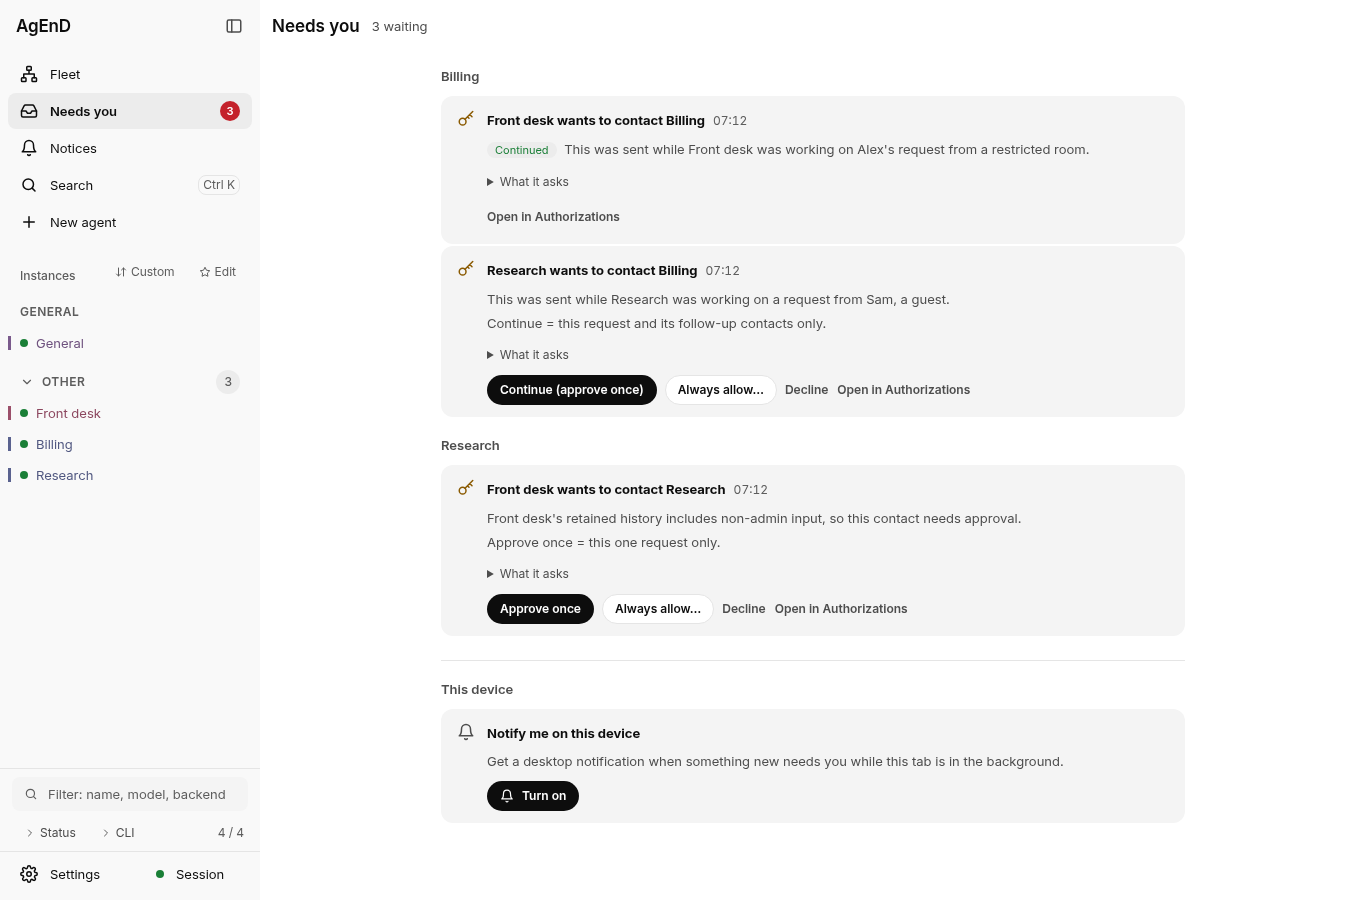 AgEnD
Fleet
Needs you 3
Notices
Search Ctrl K
New agent
Instances Custom Edit
GENERAL
General
OTHER 3
Front desk
Billing
Research
Filter: name, model, backend
Status CLI 4 / 4
Settings Session
Needs you 3 waiting
Billing
Front desk wants to contact Billing 07:12
Continued This was sent while Front desk was working on Alex's request from a restricted room.
What it asks
Open in Authorizations
Research wants to contact Billing 07:12
This was sent while Research was working on a request from Sam, a guest.
Continue = this request and its follow-up contacts only.
What it asks
Continue (approve once) Always allow... Decline Open in Authorizations
Research
Front desk wants to contact Research 07:12
Front desk's retained history includes non-admin input, so this contact needs approval.
Approve once = this one request only.
What it asks
Approve once Always allow... Decline Open in Authorizations
This device
Notify me on this device
Get a desktop notification when something new needs you while this tab is in the background.
Turn on